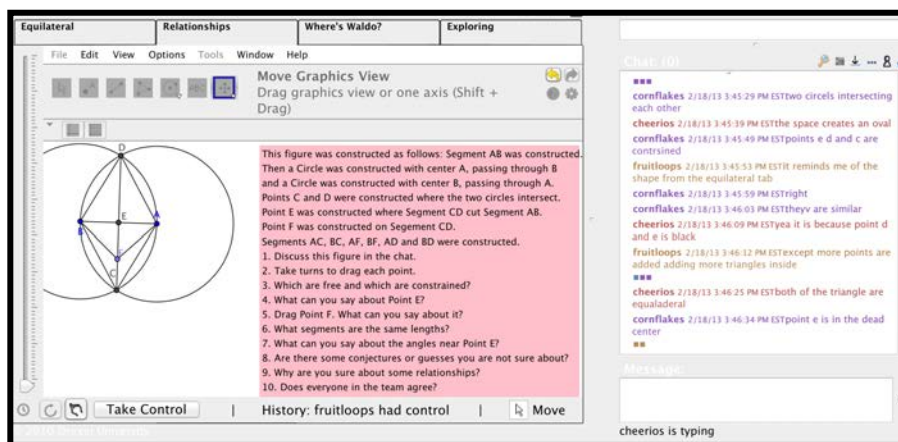 Equilateral
Relationships
Where's Waldo?
Exploring
File Edit View Options Tools Window Help
Move Graphics View
Drag graphics view or one axis (Shift +
Drag)
D
E
A
B
F
C
This figure was constructed as follows: Segment AB was constructed.
Then a Circle was constructed with center A, passing through B
and a Circle was constructed with center B, passing through A.
Points C and D were constructed where the two circles intersect.
Point E was constructed where Segment CD cut Segment AB.
Point F was constructed on Segement CD.
Segments AC, BC, AF, BF, AD and BD were constructed.
1. Discuss this figure in the chat.
2. Take turns to drag each point.
3. Which are free and which are constrained?
4. What can you say about Point E?
5. Drag Point F. What can you say about it?
6. What segments are the same lengths?
7. What can you say about the angles near Point E?
8. Are there some conjectures or guesses you are not sure about?
9. Why are you sure about some relationships?
10. Does everyone in the team agree?
Take Control | History: fruitloops had control | Move
© 2010 Drexel University
Chat: (0)
cornflakes 2/18/13 3:45:29 PM ESTtwo circels intersecting
each other
cheerios 2/18/13 3:45:39 PM ESTthe space creates an oval
cornflakes 2/18/13 3:45:49 PM ESTpoints e d and c are
contrsined
fruitloops 2/18/13 3:45:53 PM ESTit reminds me of the
shape from the equilateral tab
cornflakes 2/18/13 3:45:59 PM ESTright
cornflakes 2/18/13 3:46:03 PM ESTtheyv are similar
cheerios 2/18/13 3:46:09 PM ESTyea it is because point d
and e is black
fruitloops 2/18/13 3:46:12 PM ESTexcept more points are
added adding more triangles inside
cheerios 2/18/13 3:46:25 PM ESTboth of the triangle are
equaladeral
cornflakes 2/18/13 3:46:34 PM ESTpoint e is in the dead
center
Message:
cheerios is typing